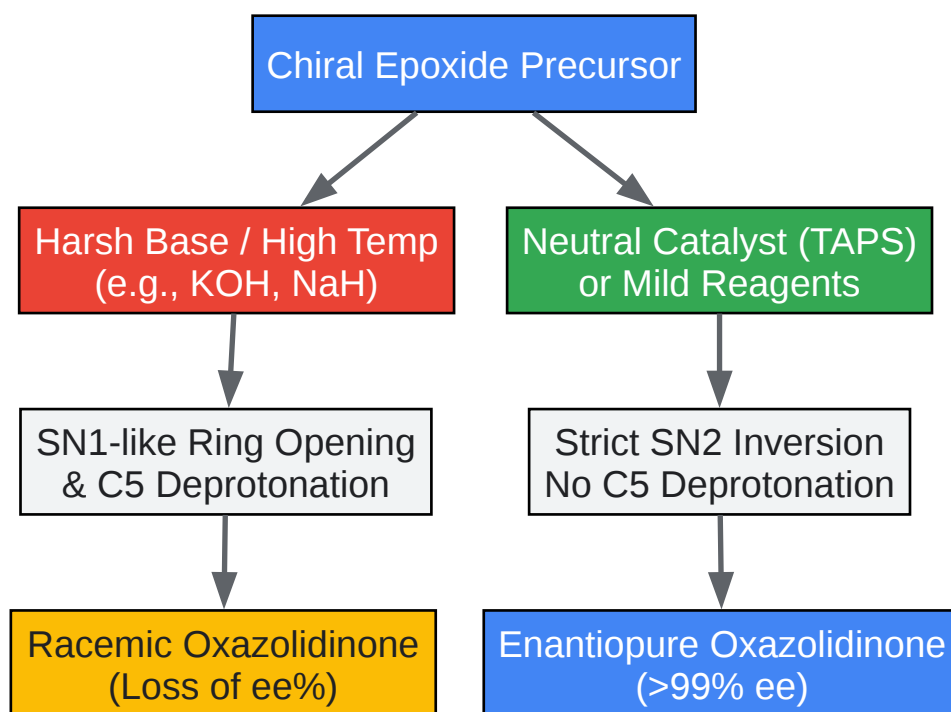 Chiral Epoxide Precursor
Harsh Base / High Temp
(e.g., KOH, NaH)
Neutral Catalyst (TAPS)
or Mild Reagents
SN1-like Ring Opening
& C5 Deprotonation
Strict SN2 Inversion
No C5 Deprotonation
Racemic Oxazolidinone
(Loss of ee%)
Enantiopure Oxazolidinone
(>99% ee)